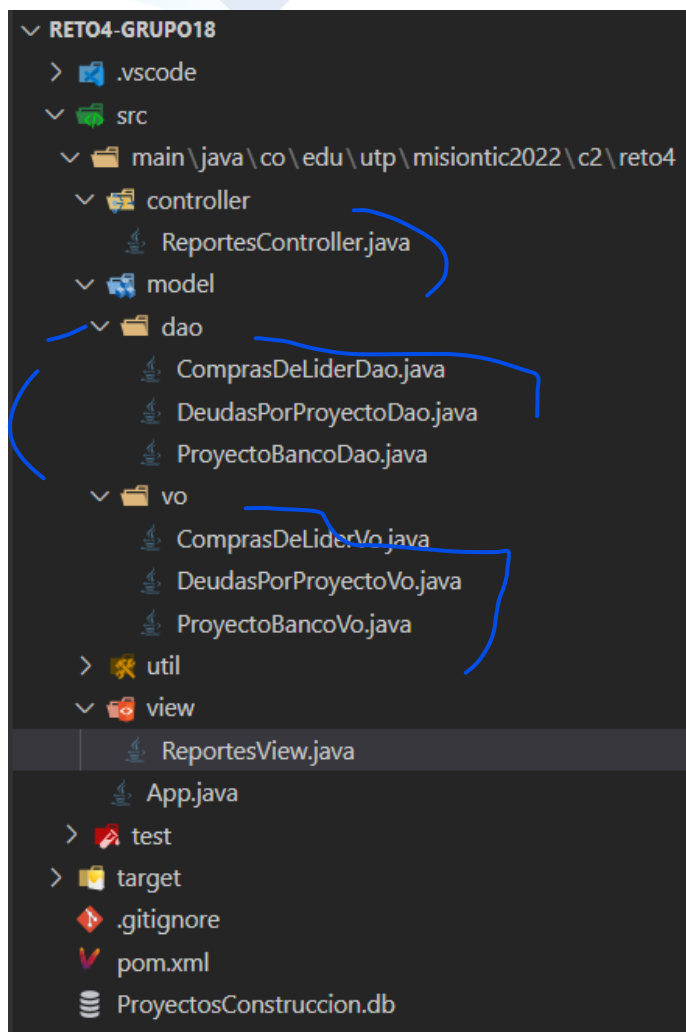 RETO4-GRUPO18
.vscode
src
main\java\co\edu\utp\misiontic2022\c2\reto4
controller
ReportesController.java
model
dao
ComprasDeLiderDao.java
DeudasPorProyectoDao.java
ProyectoBancoDao.java
vo
ComprasDeLiderVo.java
DeudasPorProyectoVo.java
ProyectoBancoVo.java
util
view
ReportesView.java
App.java
test
target
.gitignore
pom.xml
ProyectosConstruccion.db